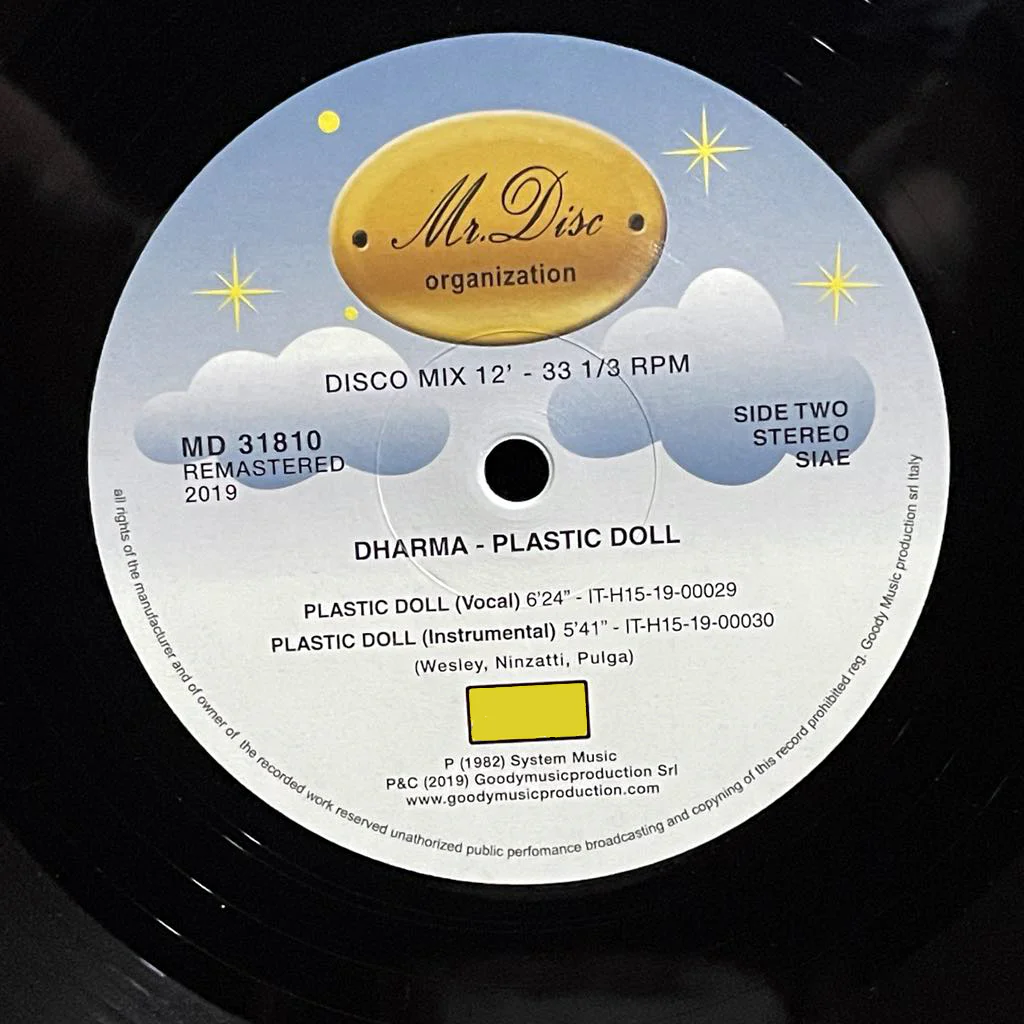 Mr. Disc
organization
DISCO MIX 12' - 33 1/3 RPM
MD 31810
REMASTERED
2019
SIDE TWO
STEREO
SIAE
DHARMA - PLASTIC DOLL
PLASTIC DOLL (Vocal) 6'24" - IT-H15-19-00029
PLASTIC DOLL (Instrumental) 5'41" - IT-H15-19-00030
(Wesley, Ninzatti, Pulga)
P (1982) System Music
P&C (2019) Goodymusicproduction Srl
www.goodymusicproduction.com
all rights of the manufacturer and of owner of the recorded work reserved unathorized public perfomance broadcasting and copyning of this record prohibited reg. Goody Music production srl Italy